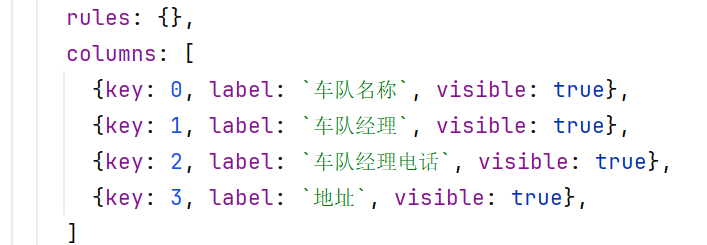 rules: {},
columns: [
{key: 0, label: `车队名称`, visible: true},
{key: 1, label: `车队经理`, visible: true},
{key: 2, label: `车队经理电话`, visible: true},
{key: 3, label: `地址`, visible: true},
]